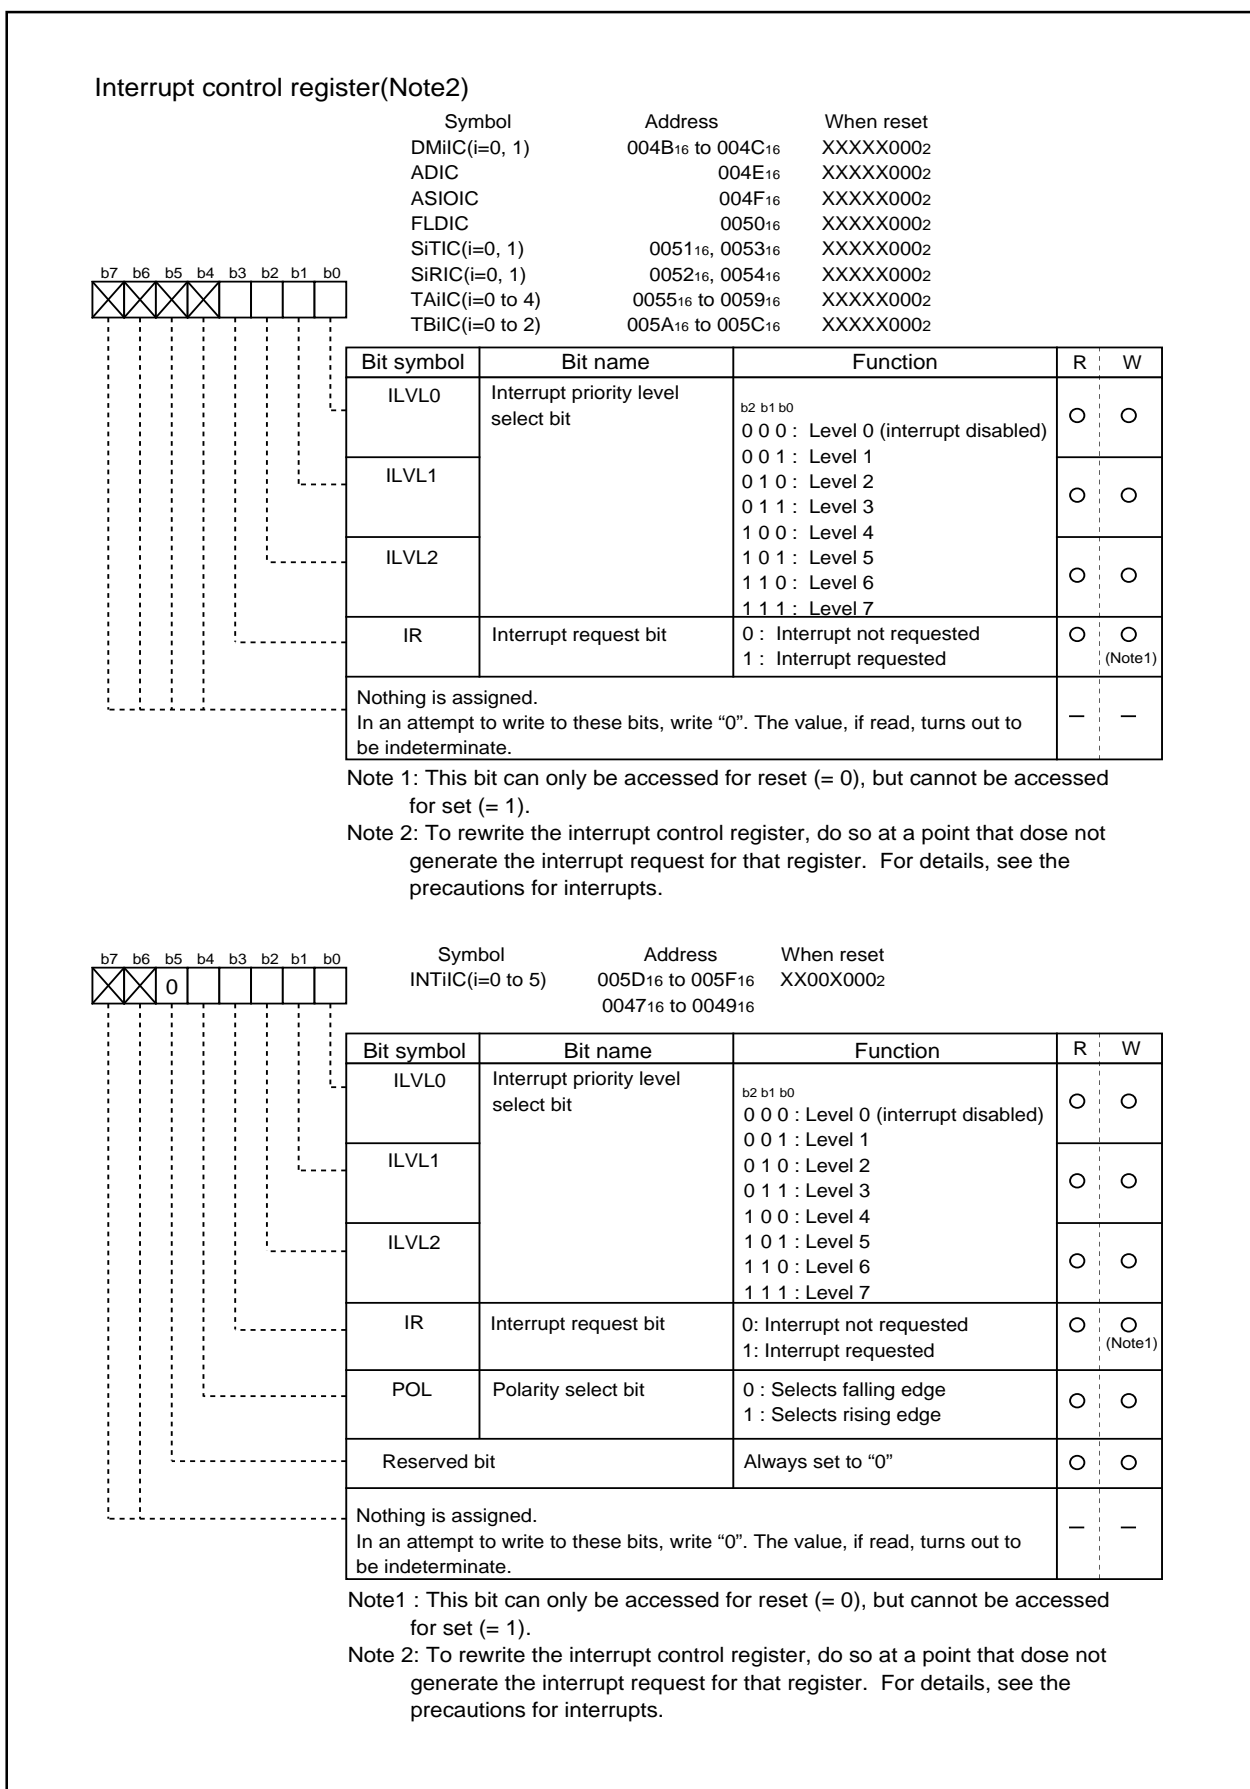 Interrupt control register(Note2)
Symbol Address When reset
DMiIC(i=0, 1) 004B16 to 004C16 XXXXX0002
ADIC 004E16 XXXXX0002
ASIOIC 004F16 XXXXX0002
FLDIC 005016 XXXXX0002
SiTIC(i=0, 1) 005116, 005316 XXXXX0002
SiRIC(i=0, 1) 005216, 005416 XXXXX0002
TAiIC(i=0 to 4) 005516 to 005916 XXXXX0002
TBiIC(i=0 to 2) 005A16 to 005C16 XXXXX0002
b7 b6 b5 b4 b3 b2 b1 b0
Bit symbol Bit name Function R W
ILVL0 Interrupt priority level
select bit
b2 b1 b0
0 0 0 : Level 0 (interrupt disabled)
0 0 1 : Level 1
ILVL1
0 1 0 : Level 2
0 1 1 : Level 3
1 0 0 : Level 4
ILVL2
1 0 1 : Level 5
1 1 0 : Level 6
1 1 1 : Level 7
IR Interrupt request bit 0 : Interrupt not requested
1 : Interrupt requested (Note1)
Nothing is assigned.
In an attempt to write to these bits, write “0”. The value, if read, turns out to
be indeterminate.
Note 1: This bit can only be accessed for reset (= 0), but cannot be accessed
for set (= 1).
Note 2: To rewrite the interrupt control register, do so at a point that dose not
generate the interrupt request for that register. For details, see the
precautions for interrupts.
Symbol Address When reset
INTiIC(i=0 to 5) 005D16 to 005F16 XX00X0002
004716 to 004916
b7 b6 b5 b4 b3 b2 b1 b0
0
Bit symbol Bit name Function R W
ILVL0 Interrupt priority level
select bit
b2 b1 b0
0 0 0 : Level 0 (interrupt disabled)
0 0 1 : Level 1
ILVL1
0 1 0 : Level 2
0 1 1 : Level 3
1 0 0 : Level 4
ILVL2
1 0 1 : Level 5
1 1 0 : Level 6
1 1 1 : Level 7
IR Interrupt request bit 0: Interrupt not requested
1: Interrupt requested (Note1)
POL Polarity select bit 0 : Selects falling edge
1 : Selects rising edge
Reserved bit Always set to “0”
Nothing is assigned.
In an attempt to write to these bits, write “0”. The value, if read, turns out to
be indeterminate.
Note1 : This bit can only be accessed for reset (= 0), but cannot be accessed
for set (= 1).
Note 2: To rewrite the interrupt control register, do so at a point that dose not
generate the interrupt request for that register. For details, see the
precautions for interrupts.